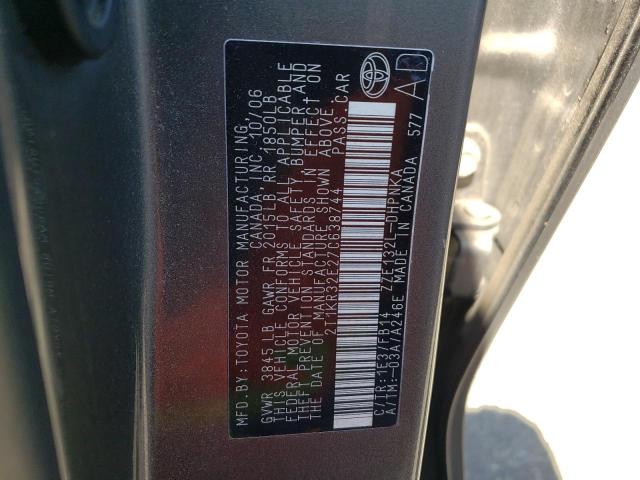 MFD.BY:TOYOTA MOTOR MANUFACTURING
CANADA,INC. 10/06
GVWR 3845LB GAWR FR 2015LB RR 1850LB
THIS VEHICLE CONFORMS TO ALL APPLICABLE
FEDERAL MOTOR VEHICLE SAFETY, BUMPER,AND
THEFT PREVENTION STANDARDS IN EFFECT ON
THE DATE OF MANUFACTURE SHOWN ABOVE.
PASS.CAR
2T1KR32E27C638744
C/TR:1E3/FB14 ZZE132L-DHPNKA
A/TM:-03A/A246E MADE IN CANADA 577
AD